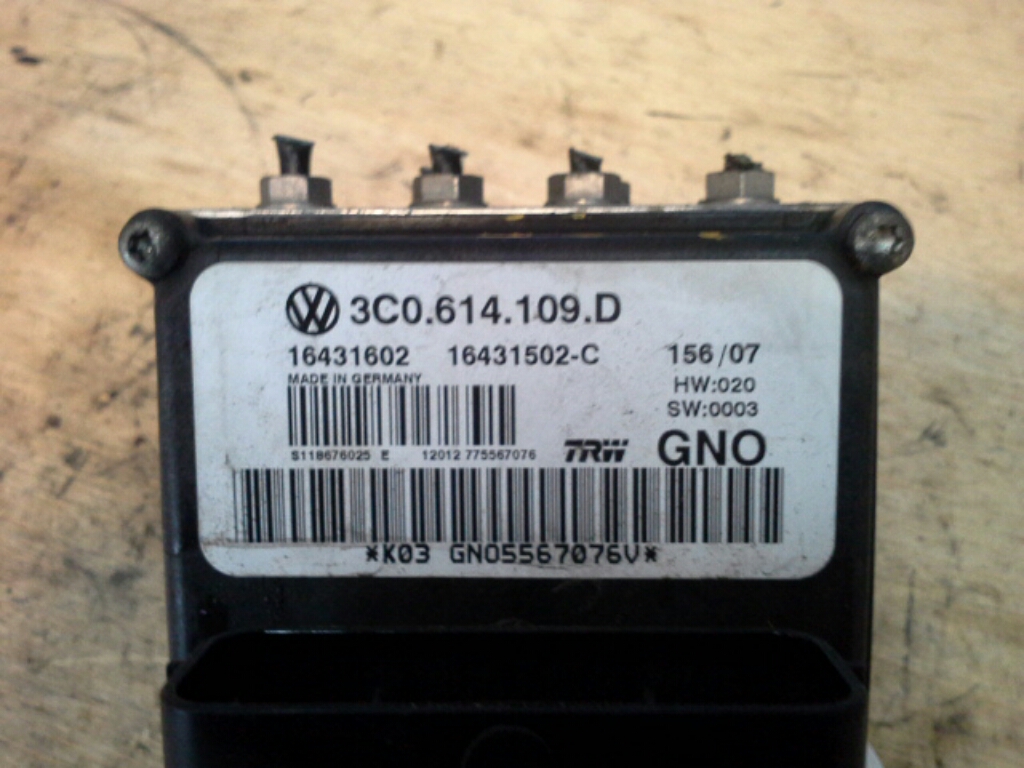 3C0.614.109.D
16431602 16431502-C 156/07
MADE IN GERMANY
HW:020
SW:0003
S118676025 E 12012 775567076 TRW GNO
*K03 GNO5567076V*